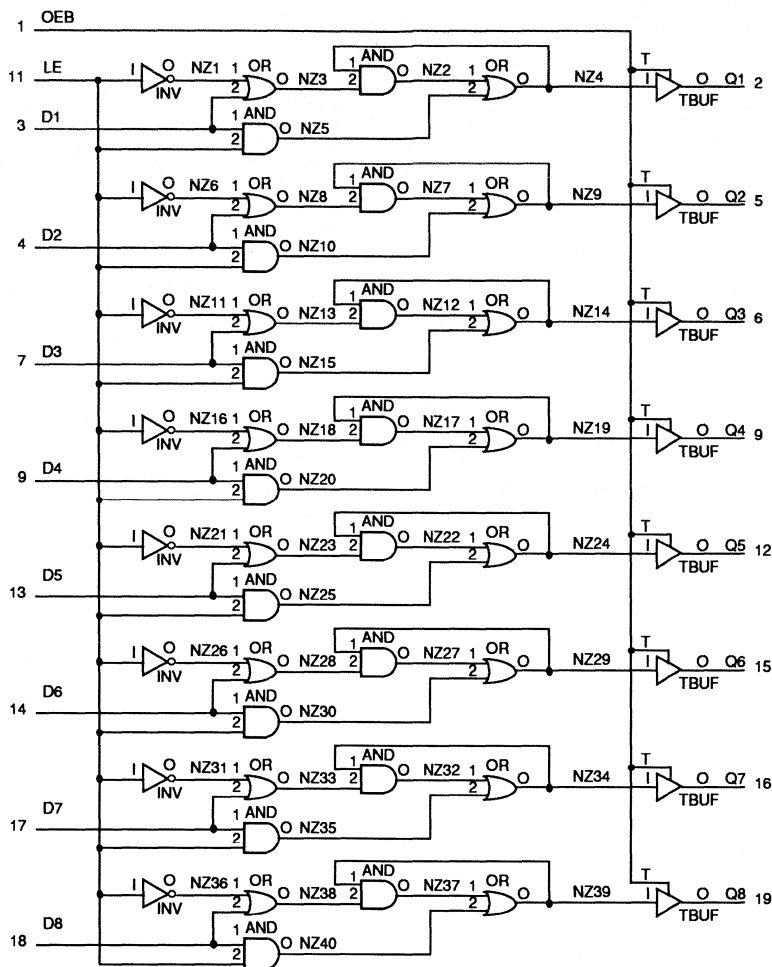 1 OEB
11 LE
I O INV NZ1 1 2 OR O NZ3 1 2 AND O NZ2 1 2 OR O NZ4 T I TBUF O Q1 2
3 D1
1 2 AND O NZ5
I O INV NZ6 1 2 OR O NZ8 1 2 AND O NZ7 1 2 OR O NZ9 T I TBUF O Q2 5
4 D2
1 2 AND O NZ10
I O INV NZ11 1 2 OR O NZ13 1 2 AND O NZ12 1 2 OR O NZ14 T I TBUF O Q3 6
7 D3
1 2 AND O NZ15
I O INV NZ16 1 2 OR O NZ18 1 2 AND O NZ17 1 2 OR O NZ19 T I TBUF O Q4 9
9 D4
1 2 AND O NZ20
I O INV NZ21 1 2 OR O NZ23 1 2 AND O NZ22 1 2 OR O NZ24 T I TBUF O Q5 12
13 D5
1 2 AND O NZ25
I O INV NZ26 1 2 OR O NZ28 1 2 AND O NZ27 1 2 OR O NZ29 T I TBUF O Q6 15
14 D6
1 2 AND O NZ30
I O INV NZ31 1 2 OR O NZ33 1 2 AND O NZ32 1 2 OR O NZ34 T I TBUF O Q7 16
17 D7
1 2 AND O NZ35
I O INV NZ36 1 2 OR O NZ38 1 2 AND O NZ37 1 2 OR O NZ39 T I TBUF O Q8 19
18 D8
1 2 AND O NZ40